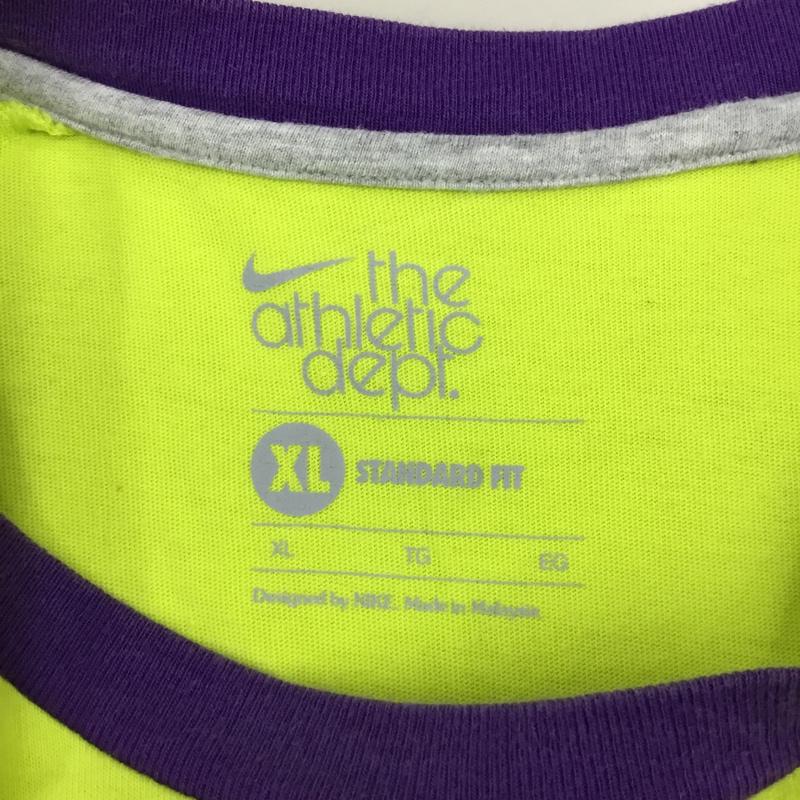 the
athletic
dept.
XL STANDARD FIT
XL TG EG
Designed by NIKE. Made in Malaysia.